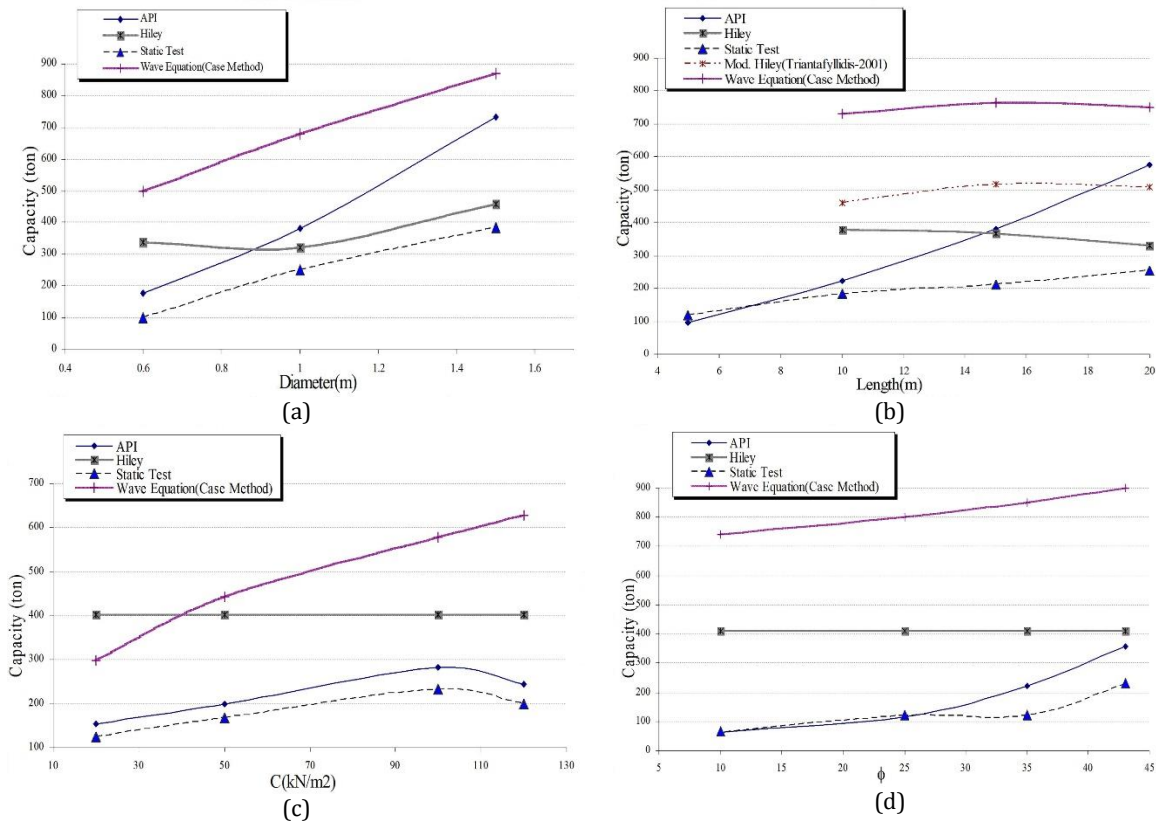 API
Hiley
Static Test
Wave Equation(Case Method)
900
800
700
600
500
400
300
200
100
0
Capacity (ton)
0.4 0.6 0.8 1 1.2 1.4 1.6
Diameter(m)
(a)
API
Hiley
Static Test
Mod. Hiley(Triantafyllidis-2001)
Wave Equation(Case Method)
900
800
700
600
500
400
300
200
100
0
Capacity (ton)
4 6 8 10 12 14 16 18 20
Length(m)
(b)
API
Hiley
Static Test
Wave Equation(Case Method)
700
600
500
400
300
200
100
Capacity (ton)
10 30 50 70 90 110 130
C(kN/m2)
(c)
API
Hiley
Static Test
Wave Equation(Case Method)
900
800
700
600
500
400
300
200
100
0
Capacity (ton)
5 10 15 20 25 30 35 40 45
ϕ
(d)